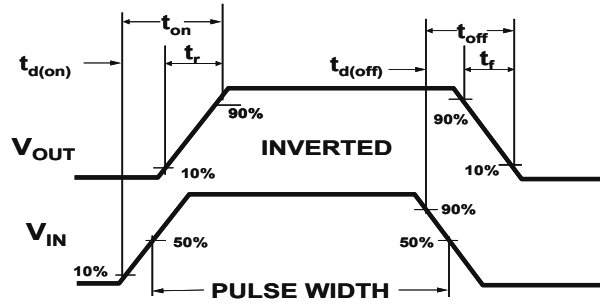 t_on
t_off
t_r
t_f
t_d(on)
t_d(off)
90%
90%
V_OUT
INVERTED
10%
10%
90%
V_IN
50%
50%
10%
PULSE WIDTH